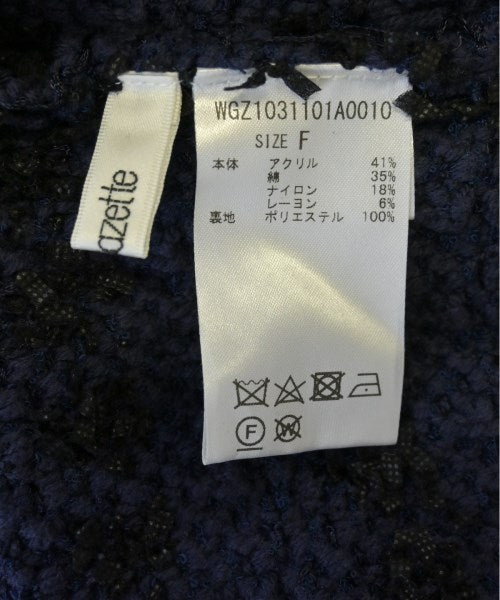 azette
WGZ1031101A0010
SIZE F
本体 アクリル 41%
綿 35%
ナイロン 18%
レーヨン 6%
裏地 ポリエステル 100%
F W